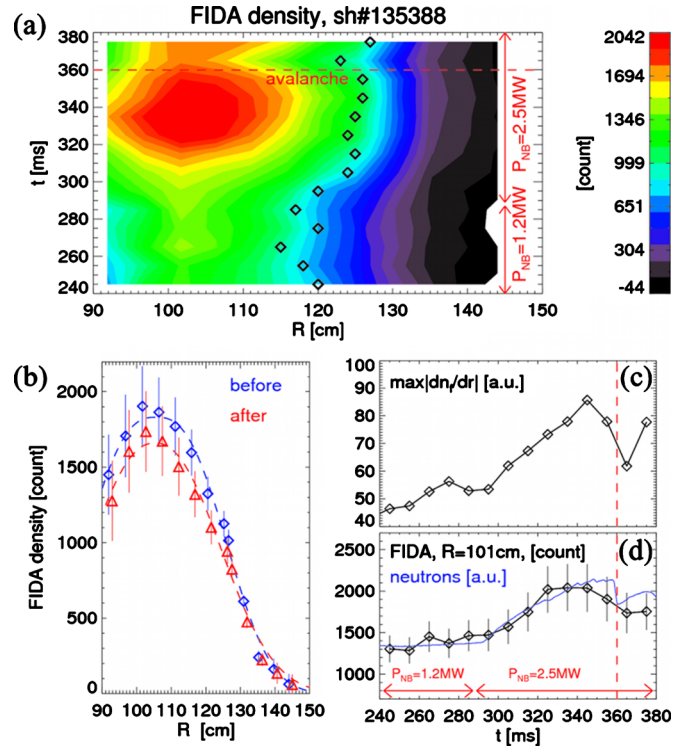 FIDA density, sh#135388
(a)
380
360
340
320
300
280
260
240
t [ms]
avalanche
P_NB=2.5MW
P_NB=1.2MW
90 100 110 120 130 140 150
R [cm]
2042
1694
1346
999
651
304
-44
[count]
(b)
2000
1500
1000
500
0
FIDA density [count]
before
after
90 100 110 120 130 140 150
R [cm]
(c)
max|dn_f/dr| [a.u.]
100
90
80
70
60
50
40
(d)
FIDA, R=101cm, [count]
neutrons [a.u.]
2500
2000
1500
1000
P_NB=1.2MW
P_NB=2.5MW
240 260 280 300 320 340 360 380
t [ms]